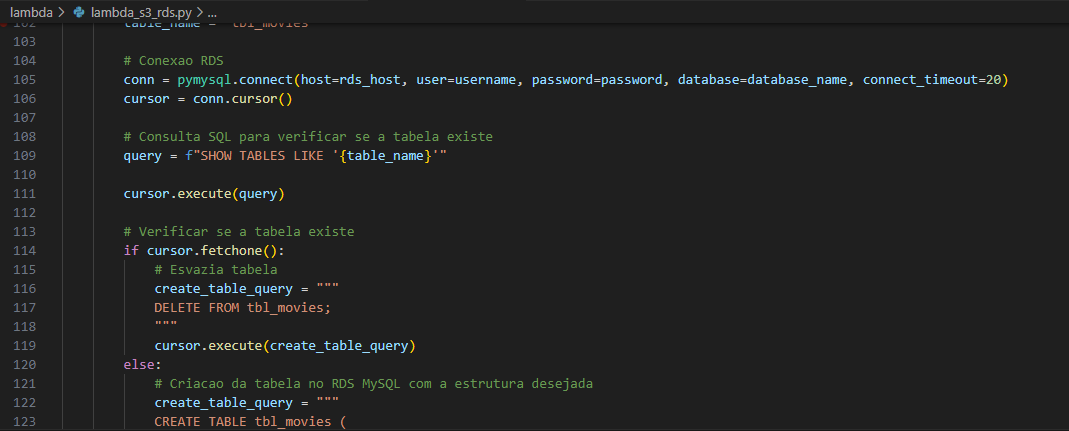 lambda > lambda_s3_rds.py > ...
102 table_name = "tbl_movies"
103
104 # Conexao RDS
105 conn = pymysql.connect(host=rds_host, user=username, password=password, database=database_name, connect_timeout=20)
106 cursor = conn.cursor()
107
108 # Consulta SQL para verificar se a tabela existe
109 query = f"SHOW TABLES LIKE '{table_name}'"
110
111 cursor.execute(query)
112
113 # Verificar se a tabela existe
114 if cursor.fetchone():
115 # Esvazia tabela
116 create_table_query = """
117 DELETE FROM tbl_movies;
118 """
119 cursor.execute(create_table_query)
120 else:
121 # Criacao da tabela no RDS MySQL com a estrutura desejada
122 create_table_query = """
123 CREATE TABLE tbl_movies (